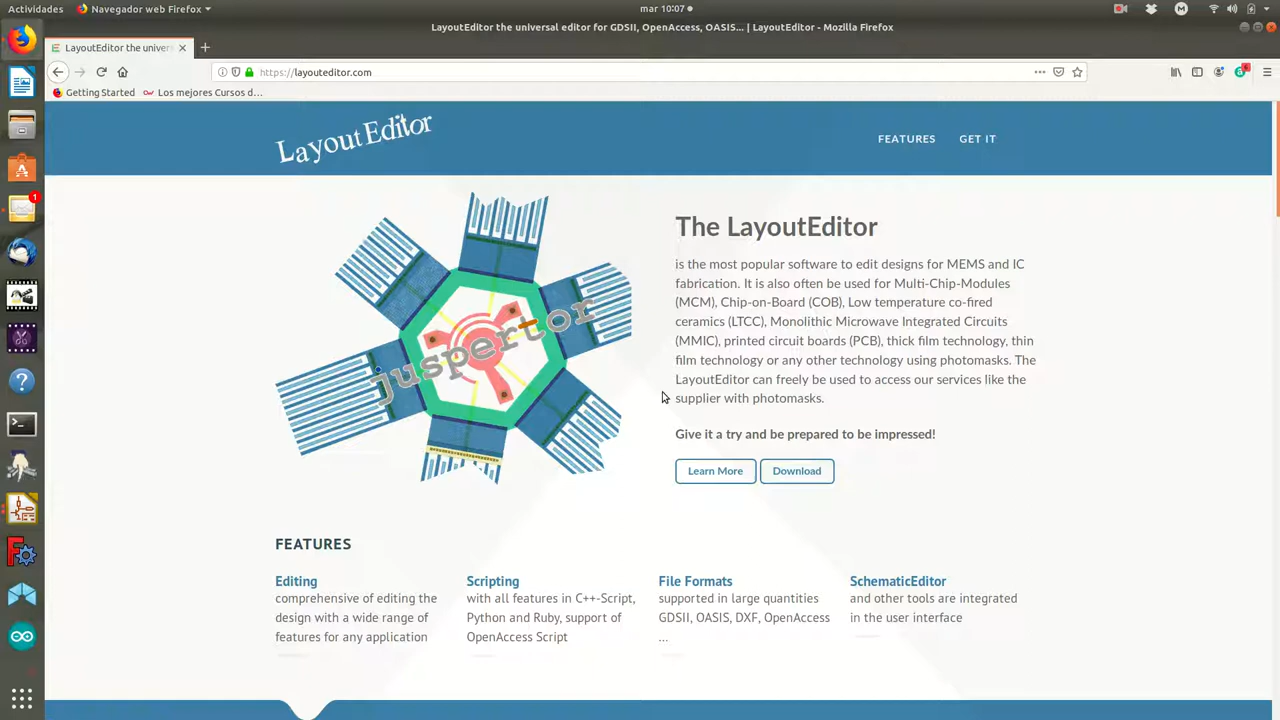 Actividades
Navegador web Firefox
mar 10:07
LayoutEditor the universal editor for GDSII, OpenAccess, OASIS... | LayoutEditor - Mozilla Firefox
LayoutEditor the univer
https://layouteditor.com
Getting Started
Los mejores Cursos d...
LayoutEditor
FEATURES
GET IT
juspertor
The LayoutEditor
is the most popular software to edit designs for MEMS and IC
fabrication. It is also often be used for Multi-Chip-Modules
(MCM), Chip-on-Board (COB), Low temperature co-fired
ceramics (LTCC), Monolithic Microwave Integrated Circuits
(MMIC), printed circuit boards (PCB), thick film technology, thin
film technology or any other technology using photomasks. The
LayoutEditor can freely be used to access our services like the
supplier with photomasks.
Give it a try and be prepared to be impressed!
Learn More
Download
FEATURES
Editing
comprehensive of editing the
design with a wide range of
features for any application
Scripting
with all features in C++-Script,
Python and Ruby, support of
OpenAccess Script
File Formats
supported in large quantities
GDSII, OASIS, DXF, OpenAccess
...
SchematicEditor
and other tools are integrated
in the user interface